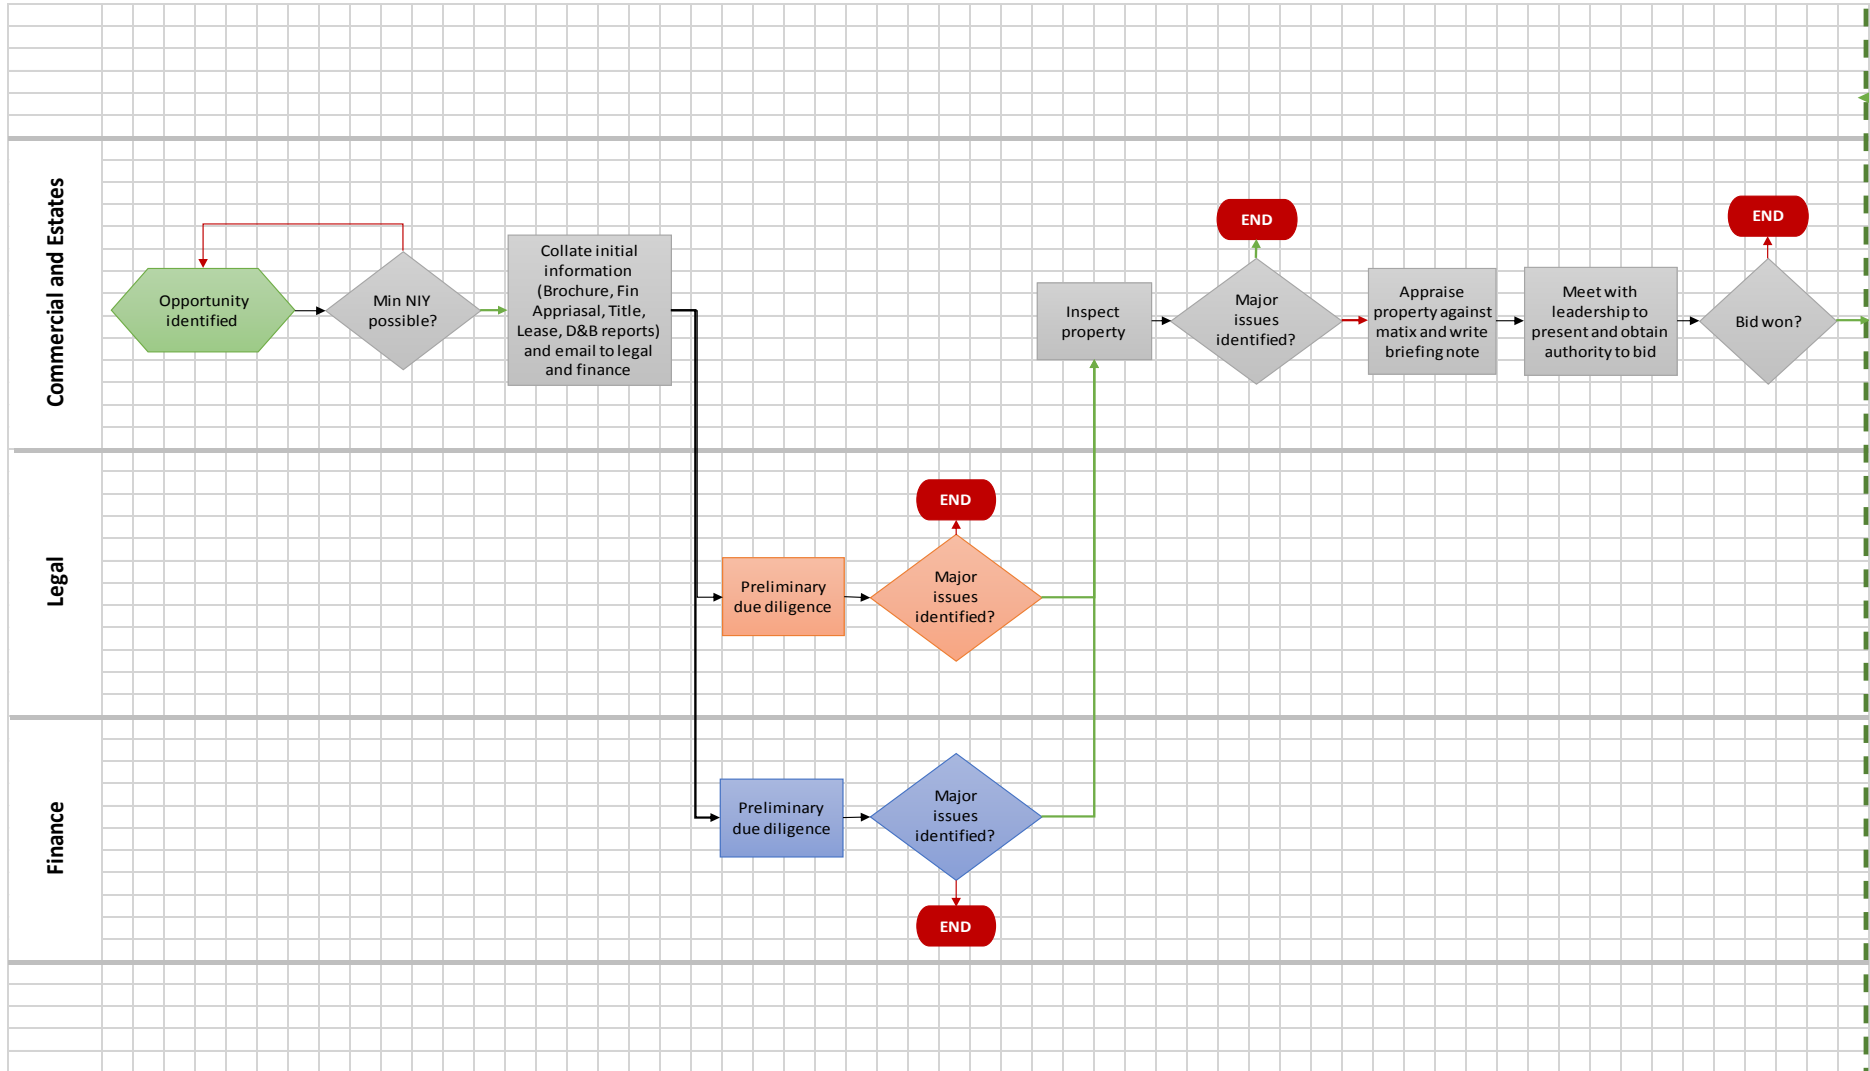 Commercial and Estates
Opportunity
identified
Min NIY
possible?
Collate initial
information
(Brochure, Fin
Appriasal, Title,
Lease, D&B reports)
and email to legal
and finance
Inspect
property
END
Major
issues
identified?
Appraise
property against
matix and write
briefing note
Meet with
leadership to
present and obtain
authority to bid
END
Bid won?
Legal
Preliminary
due diligence
END
Major
issues
identified?
Finance
Preliminary
due diligence
Major
issues
identified?
END